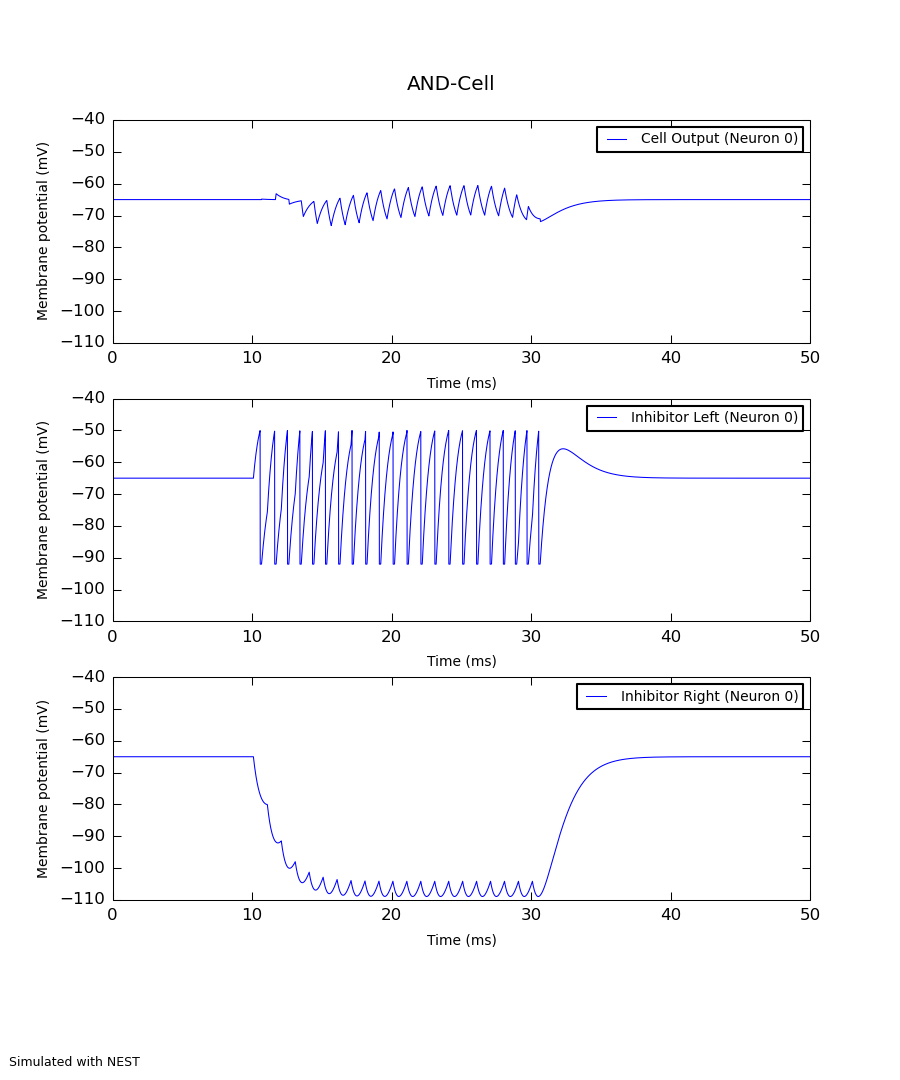 AND-Cell
−40
−50
−60
−70
−80
−90
−100
−110
Membrane potential (mV)
Cell Output (Neuron 0)
0 10 20 30 40 50
Time (ms)
−40
−50
−60
−70
−80
−90
−100
−110
Membrane potential (mV)
Inhibitor Left (Neuron 0)
0 10 20 30 40 50
Time (ms)
−40
−50
−60
−70
−80
−90
−100
−110
Membrane potential (mV)
Inhibitor Right (Neuron 0)
0 10 20 30 40 50
Time (ms)
Simulated with NEST